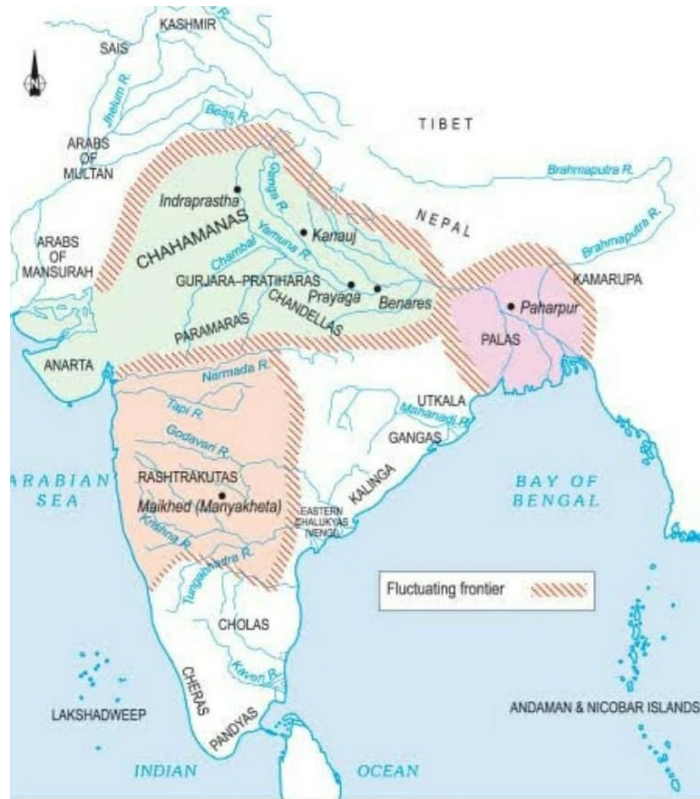 KASHMIR
SAIS
N
Jhelum R.
Beas R.
TIBET
ARABS
OF
MULTAN
Brahmaputra R.
Indraprastha
Ganga R.
NEPAL
CHAHAMANAS
Kanauj
Brahmaputra R.
ARABS
OF
MANSURAH
Chambal
Yamuna R.
GURJARA–PRATIHARAS
KAMARUPA
Prayaga
Benares
CHANDELLAS
Paharpur
PARAMARAS
PALAS
ANARTA
Narmada R.
Tapi R.
UTKALA
Mahanadi R.
Godavari R.
GANGAS
RASHTRAKUTAS
KALINGA
ARABIAN
SEA
BAY OF
BENGAL
Maikhed (Manyakheta)
EASTERN
CHALUKYAS
(VENGI)
Krishna R.
Tungabhadra R.
Fluctuating frontier
CHOLAS
Kaveri R.
CHERAS
LAKSHADWEEP
PANDYAS
ANDAMAN & NICOBAR ISLANDS
INDIAN
OCEAN